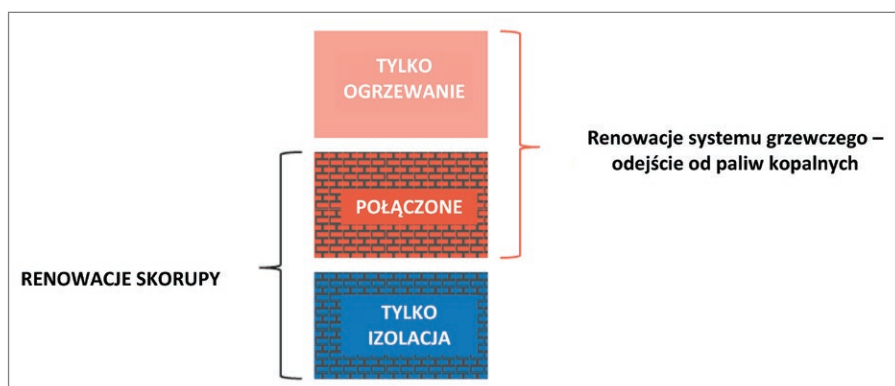 TYLKO
OGRZEWANIE
Renowacje systemu grzewczego –
odejście od paliw kopalnych
POŁĄCZONE
RENOWACJE SKORUPY
TYLKO
IZOLACJA